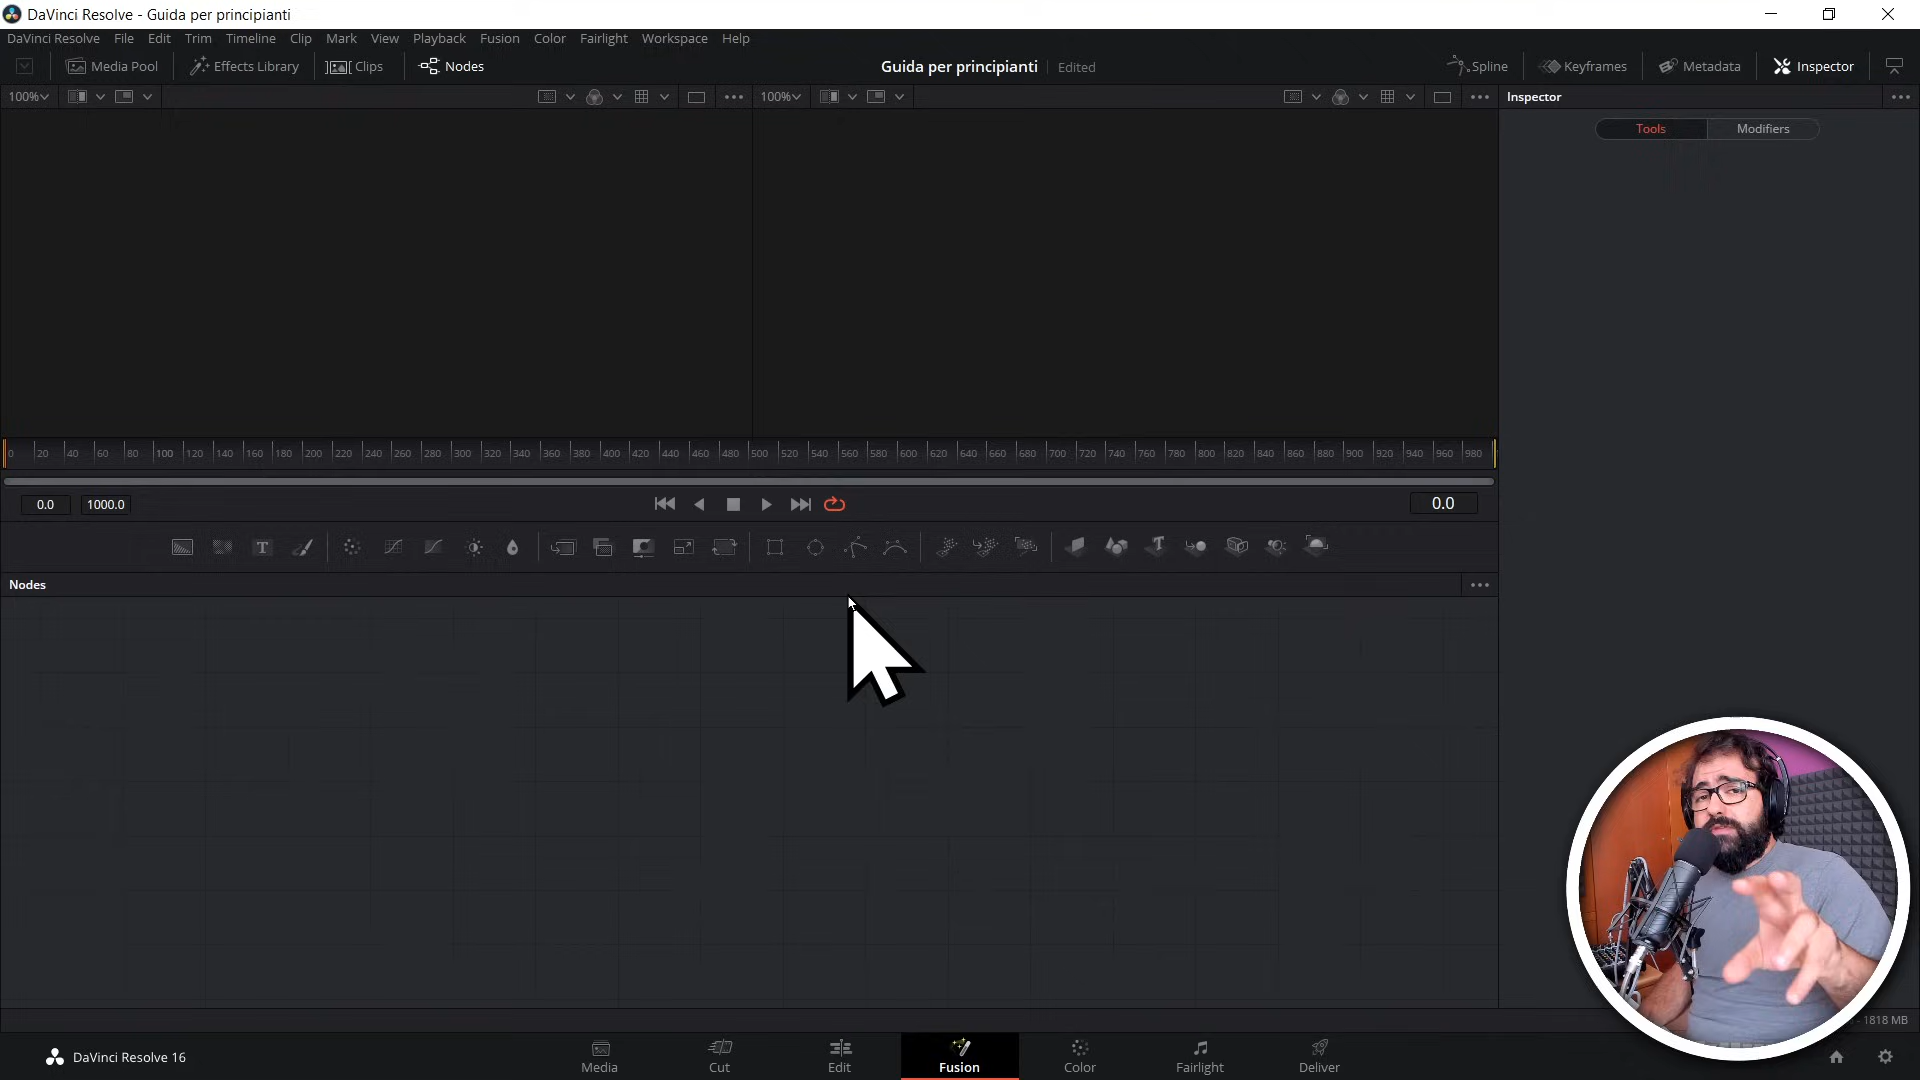 DaVinci Resolve - Guida per principianti
DaVinci Resolve File Edit Trim Timeline Clip Mark View Playback Fusion Color Fairlight Workspace Help
Media Pool Effects Library Clips Nodes Guida per principianti Edited Spline Keyframes Metadata Inspector
100% 100% Inspector
Tools Modifiers
0 20 40 60 80 100 120 140 160 180 200 220 240 260 280 300 320 340 360 380 400 420 440 460 480 500 520 540 560 580 600 620 640 660 680 700 720 740 760 780 800 820 840 860 880 900 920 940 960 980
0.0 1000.0 0.0
T T
Nodes
1818 MB
DaVinci Resolve 16 Media Cut Edit Fusion Color Fairlight Deliver